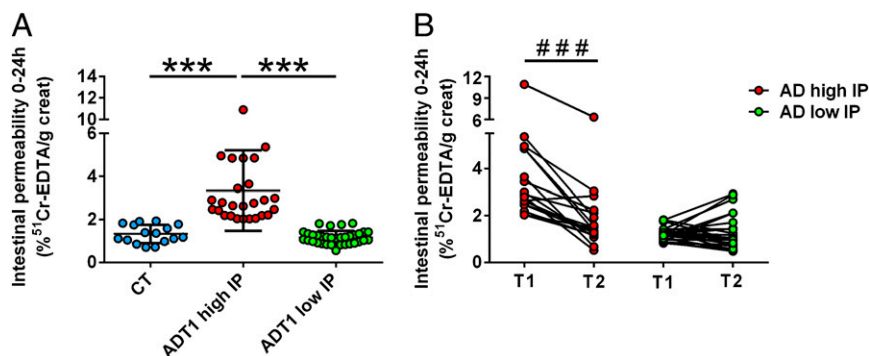 A
Intestinal permeability 0-24h
(% ⁵¹Cr-EDTA/g creat)
14
12
10
6
4
2
0
***
***
CT
ADT1 high IP
ADT1 low IP
B
Intestinal permeability 0-24h
(% ⁵¹Cr-EDTA/g creat)
12
9
6
4
2
0
# # #
T1
T2
T1
T2
AD high IP
AD low IP